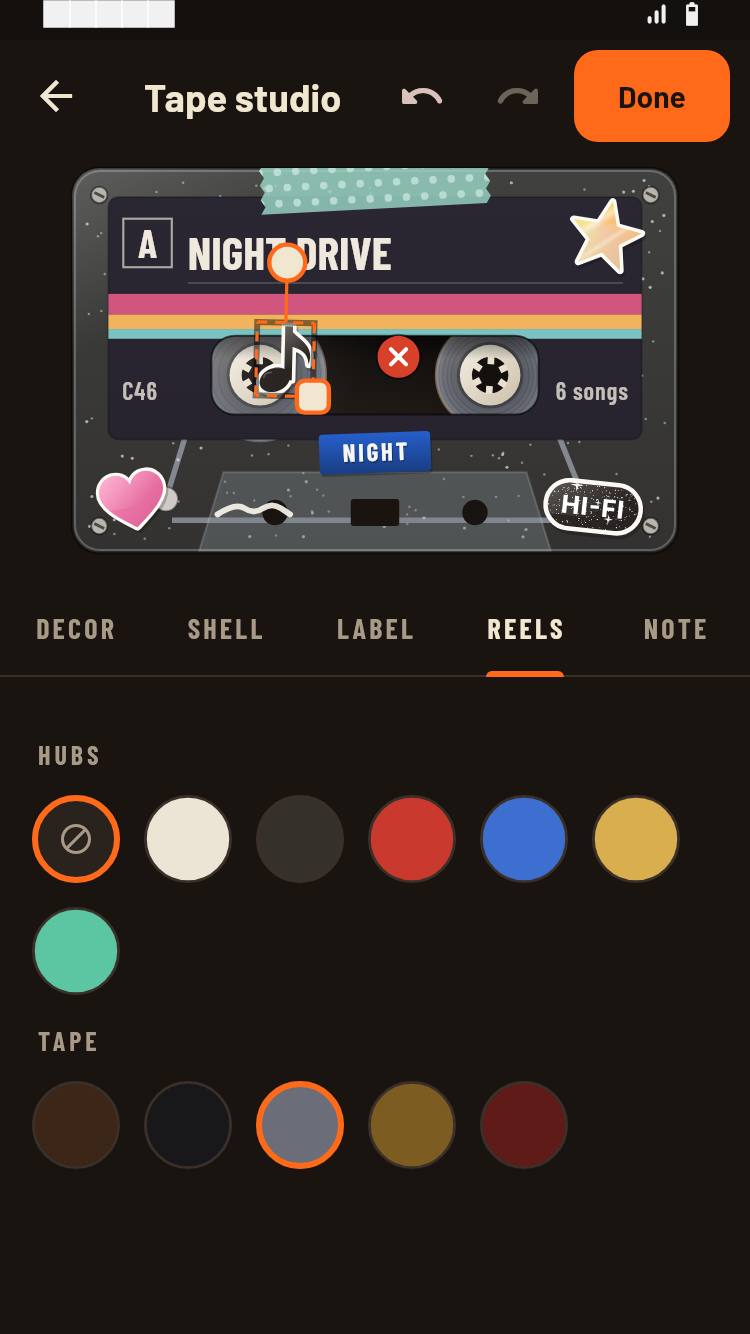 Tape studio
Done
A
NIGHT DRIVE
C46
6 songs
NIGHT
HI-FI
DECOR
SHELL
LABEL
REELS
NOTE
HUBS
TAPE